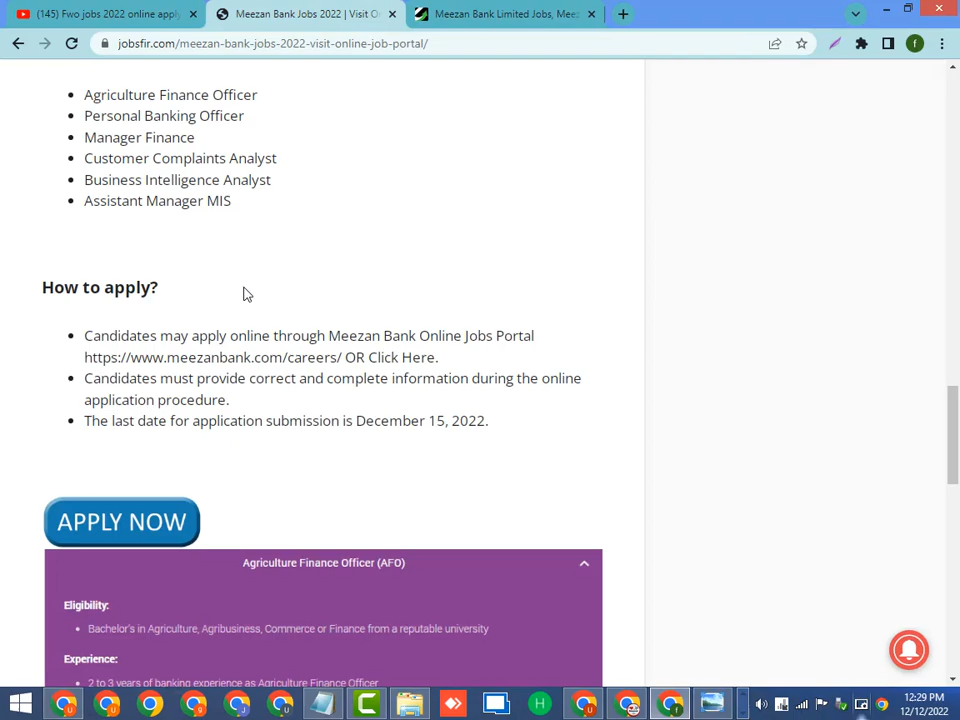 (145) Fwo jobs 2022 online apply
Meezan Bank Jobs 2022 | Visit O
Meezan Bank Limited Jobs, Meez
jobsfir.com/meezan-bank-jobs-2022-visit-online-job-portal/
f
• Agriculture Finance Officer
• Personal Banking Officer
• Manager Finance
• Customer Complaints Analyst
• Business Intelligence Analyst
• Assistant Manager MIS
How to apply?
• Candidates may apply online through Meezan Bank Online Jobs Portal
https://www.meezanbank.com/careers/ OR Click Here.
• Candidates must provide correct and complete information during the online
application procedure.
• The last date for application submission is December 15, 2022.
APPLY NOW
Agriculture Finance Officer (AFO)
Eligibility:
• Bachelor's in Agriculture, Agribusiness, Commerce or Finance from a reputable university
Experience:
• 2 to 3 years of banking experience as Agriculture Finance Officer
12:29 PM
12/12/2022